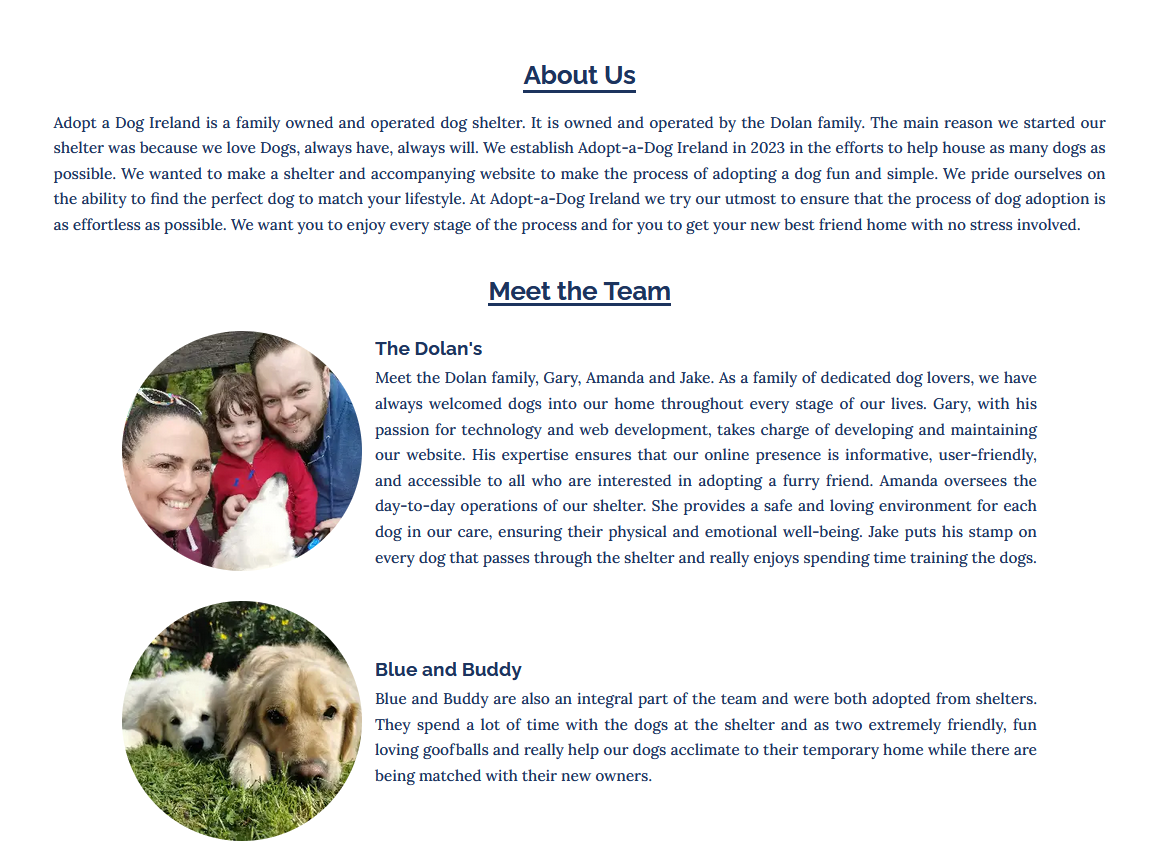 About Us
Adopt a Dog Ireland is a family owned and operated dog shelter. It is owned and operated by the Dolan family. The main reason we started our
shelter was because we love Dogs, always have, always will. We establish Adopt-a-Dog Ireland in 2023 in the efforts to help house as many dogs as
possible. We wanted to make a shelter and accompanying website to make the process of adopting a dog fun and simple. We pride ourselves on
the ability to find the perfect dog to match your lifestyle. At Adopt-a-Dog Ireland we try our utmost to ensure that the process of dog adoption is
as effortless as possible. We want you to enjoy every stage of the process and for you to get your new best friend home with no stress involved.
Meet the Team
The Dolan's
Meet the Dolan family, Gary, Amanda and Jake. As a family of dedicated dog lovers, we have
always welcomed dogs into our home throughout every stage of our lives. Gary, with his
passion for technology and web development, takes charge of developing and maintaining
our website. His expertise ensures that our online presence is informative, user-friendly,
and accessible to all who are interested in adopting a furry friend. Amanda oversees the
day-to-day operations of our shelter. She provides a safe and loving environment for each
dog in our care, ensuring their physical and emotional well-being. Jake puts his stamp on
every dog that passes through the shelter and really enjoys spending time training the dogs.
Blue and Buddy
Blue and Buddy are also an integral part of the team and were both adopted from shelters.
They spend a lot of time with the dogs at the shelter and as two extremely friendly, fun
loving goofballs and really help our dogs acclimate to their temporary home while there are
being matched with their new owners.